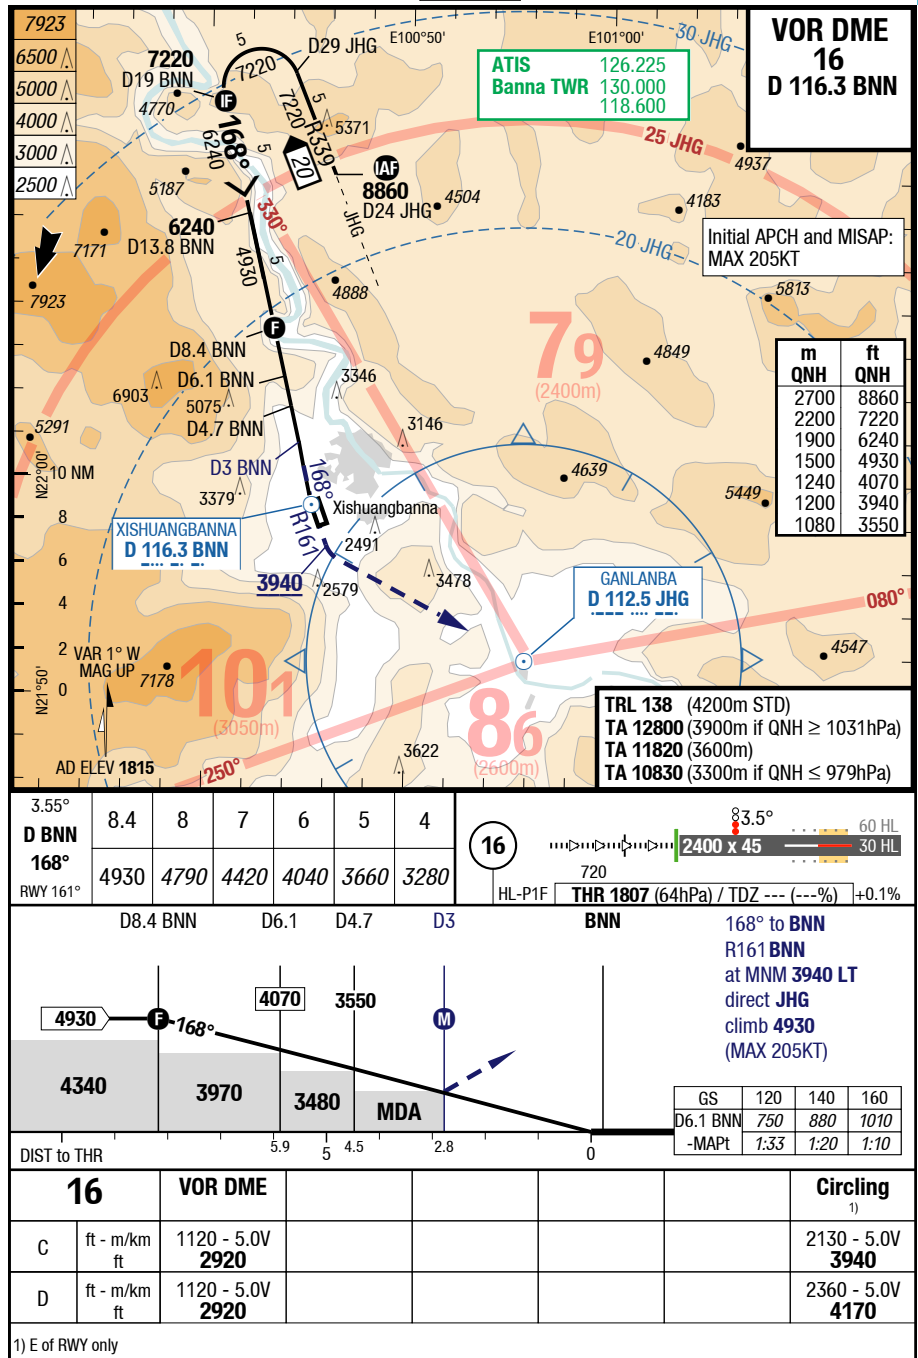 7923
6500
5000
4000
3000
2500
VOR DME
16
D 116.3 BNN
ATIS 126.225
Banna TWR 130.000
118.600
E100°50'
E101°00'
30 JHG
25 JHG
20 JHG
7220
D19 BNN
4770
IF
5
7220
D29 JHG
5
7220
R339
5371
20
IAF
8860
D24 JHG
JHG
168°
6240
5
5187
330°
4504
4937
4183
Initial APCH and MISAP:
MAX 205KT
6240
D13.8 BNN
7171
7923
4930
5
4888
5813
F
D8.4 BNN
D6.1 BNN
D4.7 BNN
D3 BNN
79
(2400m)
4849
m ft
QNH QNH
2700 8860
2200 7220
1900 6240
1500 4930
1240 4070
1200 3940
1080 3550
6903
5075
3346
3146
5291
N22°00'
10 NM
8
6
4
2
0
N21°50'
3379
168°
R161
Xishuangbanna
2491
4639
5449
XISHUANGBANNA
D 116.3 BNN
3940
2579
3478
GANLANBA
D 112.5 JHG
080°
4547
VAR 1° W
MAG UP
7178
101
(3050m)
86
(2600m)
AD ELEV 1815
250°
3622
TRL 138 (4200m STD)
TA 12800 (3900m if QNH ≥ 1031hPa)
TA 11820 (3600m)
TA 10830 (3300m if QNH ≤ 979hPa)
3.55°
D BNN 8.4 8 7 6 5 4
168° 4930 4790 4420 4040 3660 3280
RWY 161°
16
3.5°
60 HL
30 HL
2400 x 45
720
HL-P1F THR 1807 (64hPa) / TDZ --- (---%) +0.1%
D8.4 BNN D6.1 D4.7 D3 BNN
168° to BNN
R161 BNN
at MNM 3940 LT
direct JHG
climb 4930
(MAX 205KT)
4930 F 168° 4070 3550 M
4340 3970 3480 MDA
GS 120 140 160
D6.1 BNN 750 880 1010
-MAPt 1:33 1:20 1:10
DIST to THR 5.9 5 4.5 2.8 0
16 VOR DME Circling
1)
C ft - m/km 1120 - 5.0V 2130 - 5.0V
ft 2920 3940
D ft - m/km 1120 - 5.0V 2360 - 5.0V
ft 2920 4170
1) E of RWY only